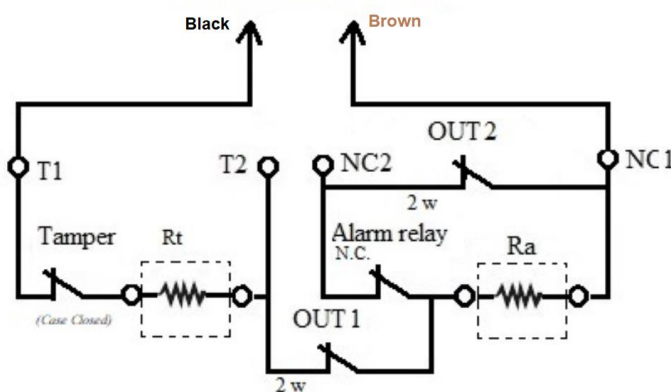 Black
Brown
OUT 2
T1
T2
NC2
NC1
2 w
Tamper
Rt
Alarm relay
N.C.
Ra
(Case Closed)
OUT 1
2 w